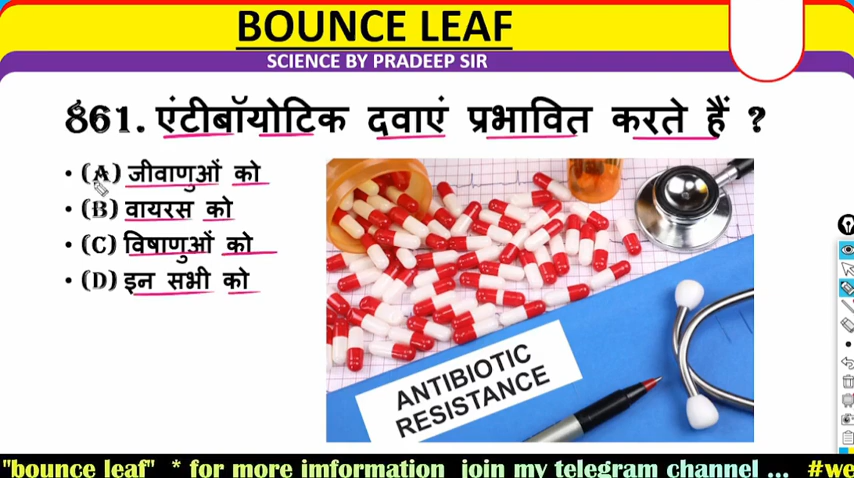 BOUNCE LEAF
SCIENCE BY PRADEEP SIR
861. एंटीबॉयोटिक दवाएं प्रभावित करते हैं ?
• (A) जीवाणुओं को
• (B) वायरस को
• (C) विषाणुओं को
• (D) इन सभी को
ANTIBIOTIC
RESISTANCE
"bounce leaf" * for more imformation join my telegram channel ... #we